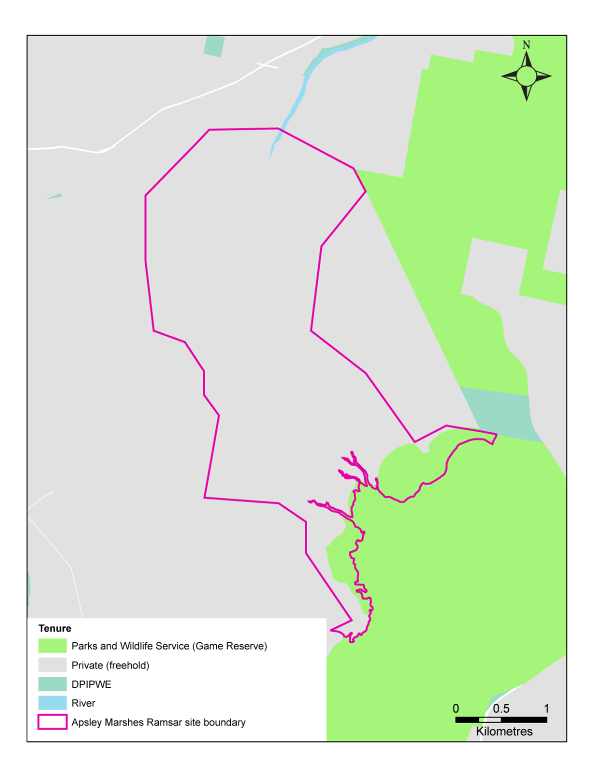 N
Tenure
Parks and Wildlife Service (Game Reserve)
Private (freehold)
DPIPWE
River
Apsley Marshes Ramsar site boundary
0 0.5 1
Kilometres